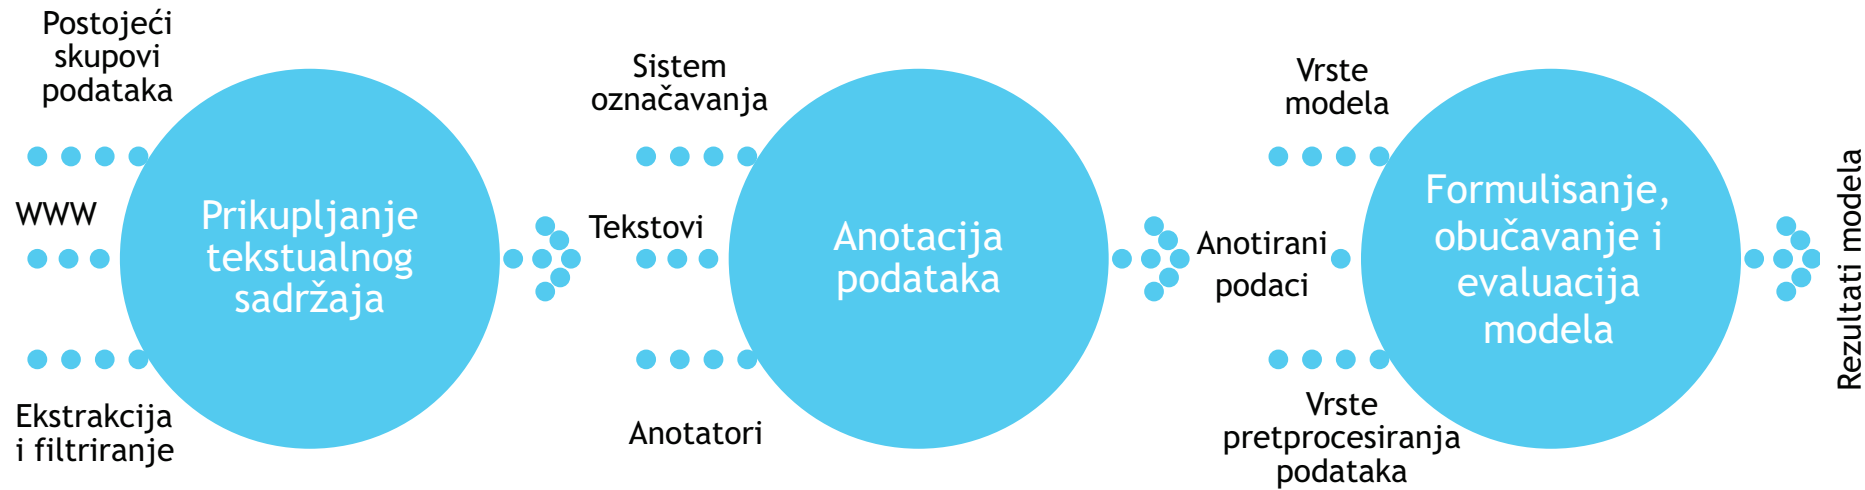 Postojeći
skupovi
podataka
WWW
Ekstrakcija
i filtriranje
Prikupljanje
tekstualnog
sadržaja
Sistem
označavanja
Tekstovi
Anotatori
Anotacija
podataka
Vrste
modela
Anotirani
podaci
Vrste
pretprocesiranja
podataka
Formulisanje,
obučavanje i
evaluacija
modela
Rezultati modela